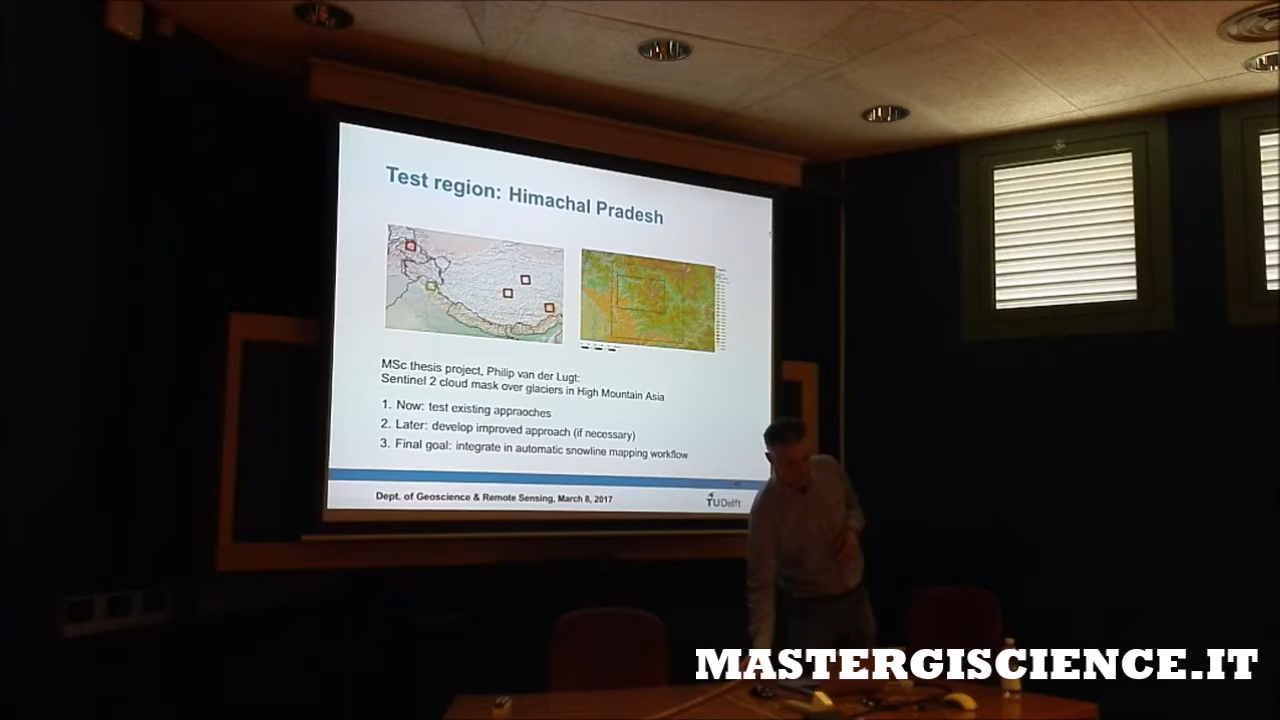 Test region: Himachal Pradesh
MSc thesis project, Philip van der Lugt:
Sentinel 2 cloud mask over glaciers in High Mountain Asia
1. Now: test existing appraoches
2. Later: develop improved approach (if necessary)
3. Final goal: integrate in automatic snowline mapping workflow
Dept. of Geoscience & Remote Sensing, March 8, 2017
TUDelft
MASTERGISCIENCE.IT